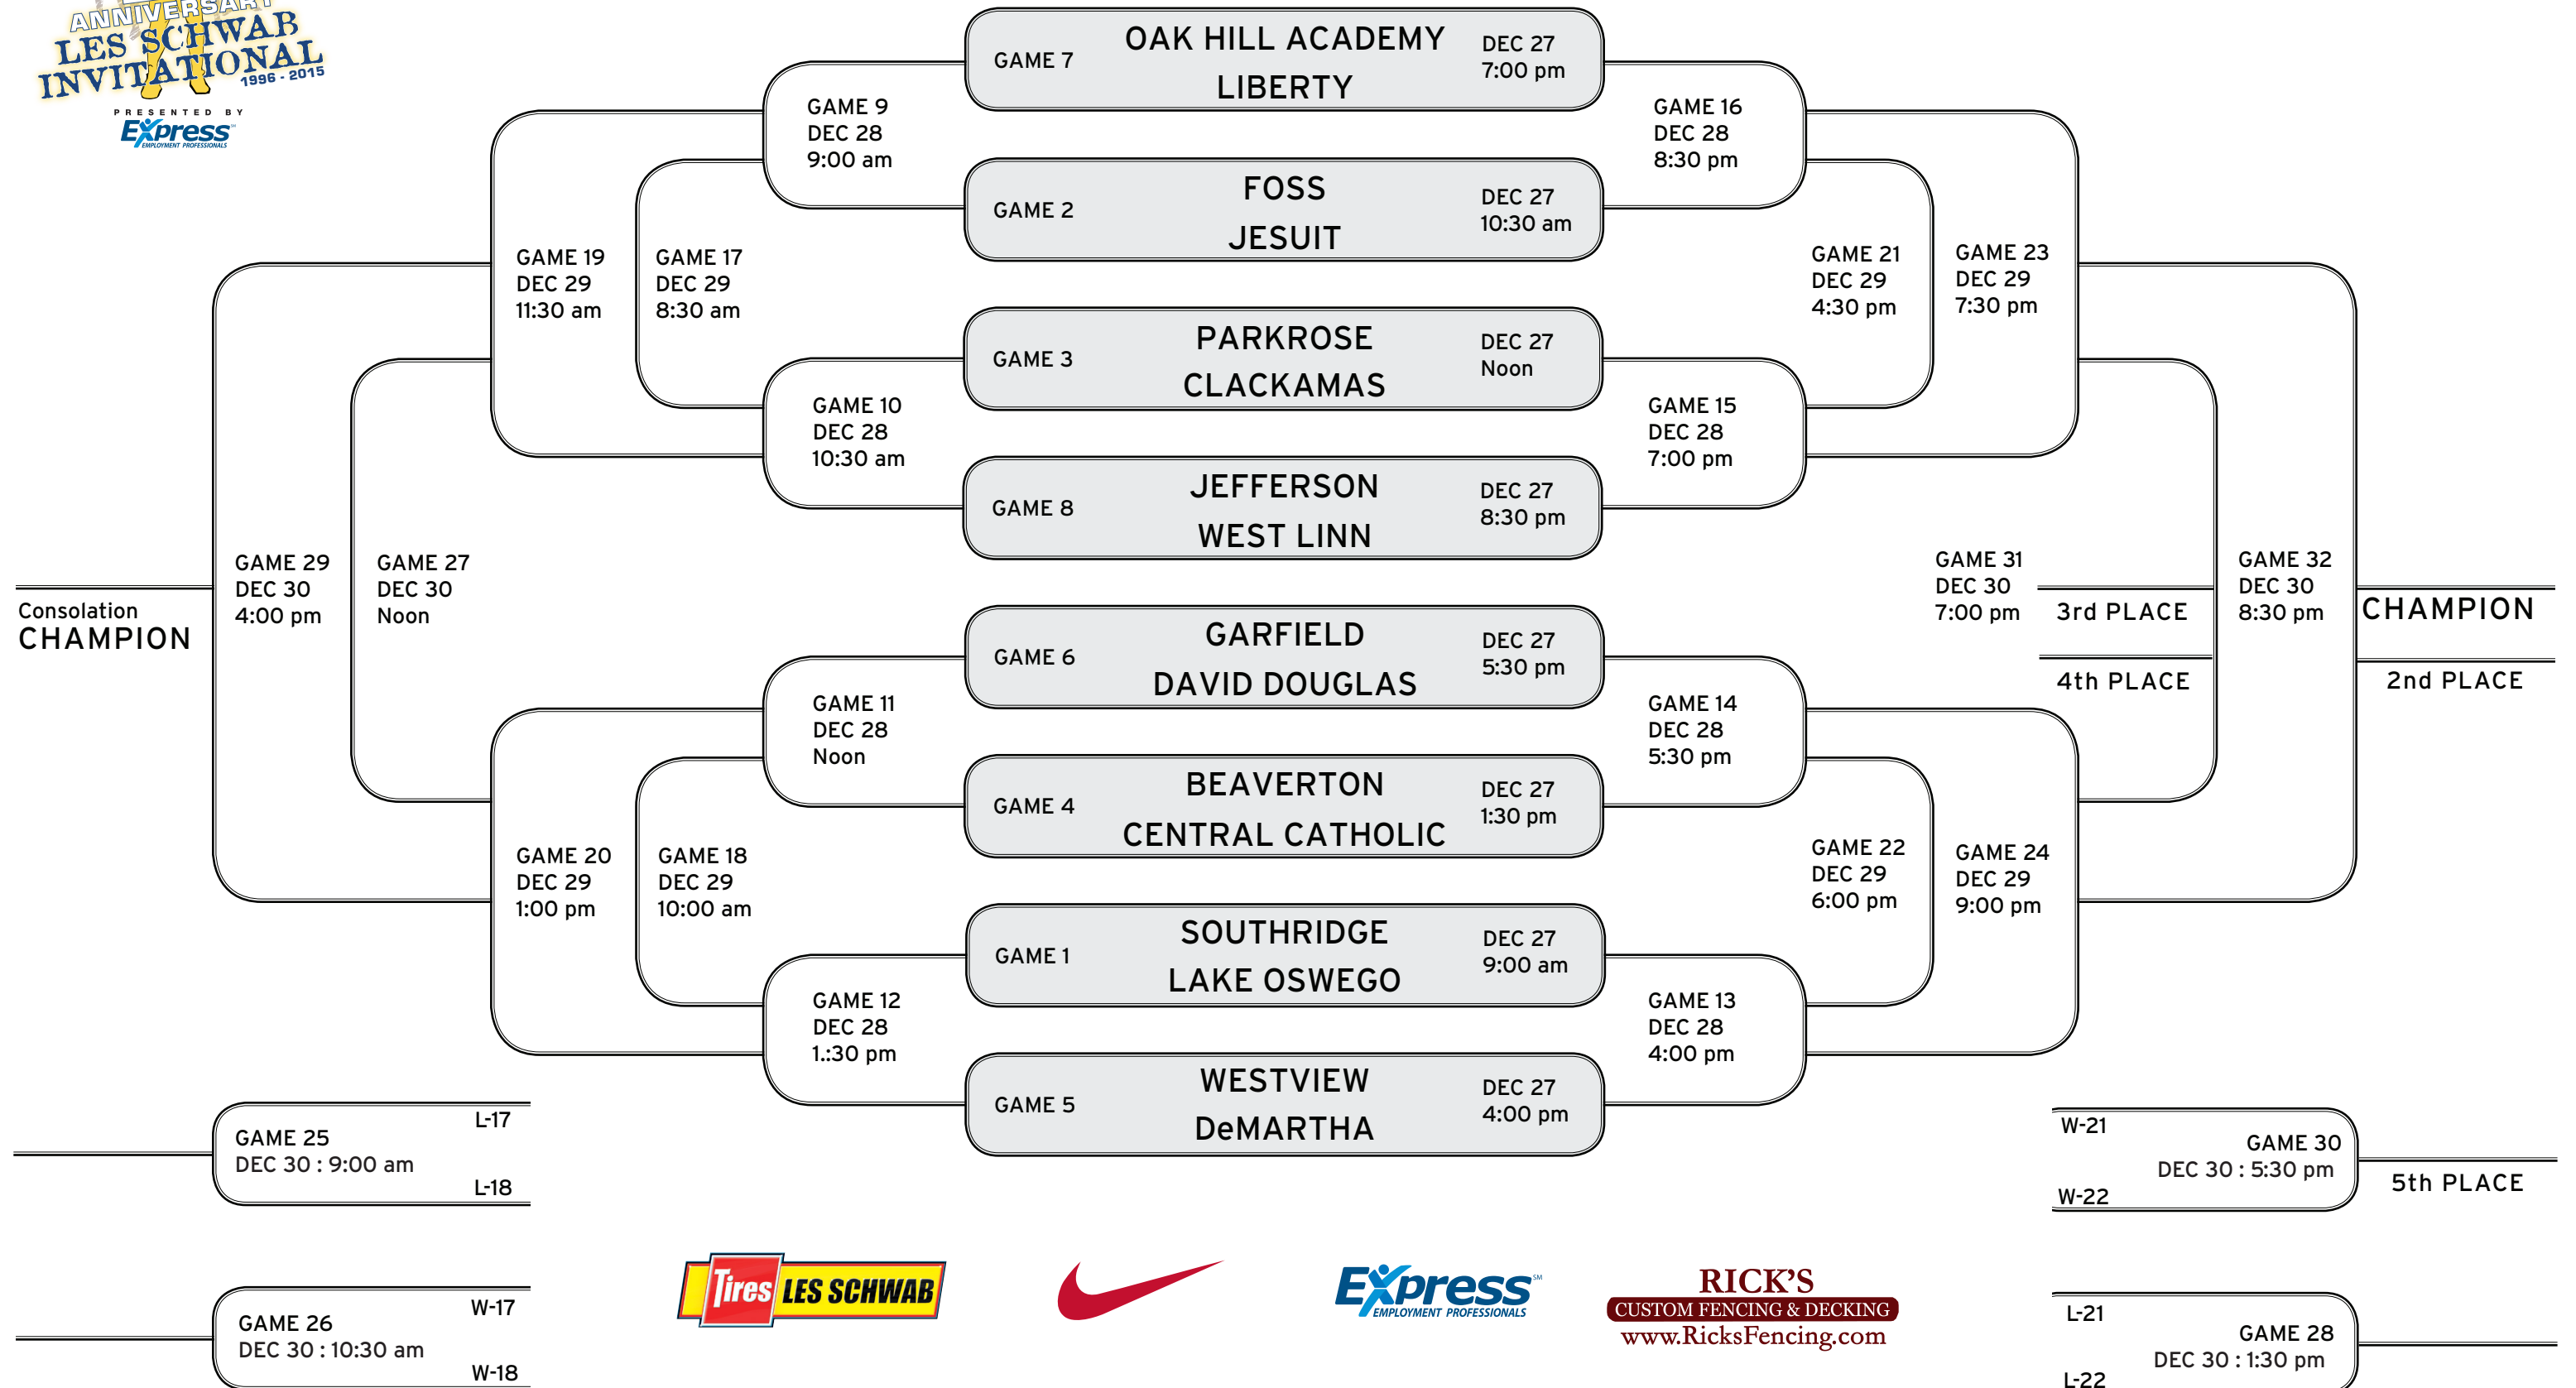 ANNIVERSARY
LES SCHWAB
INVITATIONAL
1996 - 2015
PRESENTED BY
Express
EMPLOYMENT PROFESSIONALS
GAME 7
OAK HILL ACADEMY
LIBERTY
DEC 27
7:00 pm
GAME 9
DEC 28
9:00 am
GAME 16
DEC 28
8:30 pm
GAME 2
FOSS
JESUIT
DEC 27
10:30 am
GAME 19
DEC 29
11:30 am
GAME 17
DEC 29
8:30 am
GAME 21
DEC 29
4:30 pm
GAME 23
DEC 29
7:30 pm
GAME 3
PARKROSE
CLACKAMAS
DEC 27
Noon
GAME 10
DEC 28
10:30 am
GAME 15
DEC 28
7:00 pm
GAME 8
JEFFERSON
WEST LINN
DEC 27
8:30 pm
Consolation
CHAMPION
GAME 29
DEC 30
4:00 pm
GAME 27
DEC 30
Noon
GAME 31
DEC 30
7:00 pm
3rd PLACE
4th PLACE
GAME 32
DEC 30
8:30 pm
CHAMPION
2nd PLACE
GAME 6
GARFIELD
DAVID DOUGLAS
DEC 27
5:30 pm
GAME 11
DEC 28
Noon
GAME 14
DEC 28
5:30 pm
GAME 4
BEAVERTON
CENTRAL CATHOLIC
DEC 27
1:30 pm
GAME 20
DEC 29
1:00 pm
GAME 18
DEC 29
10:00 am
GAME 22
DEC 29
6:00 pm
GAME 24
DEC 29
9:00 pm
GAME 1
SOUTHRIDGE
LAKE OSWEGO
DEC 27
9:00 am
GAME 12
DEC 28
1.:30 pm
GAME 13
DEC 28
4:00 pm
GAME 5
WESTVIEW
DeMARTHA
DEC 27
4:00 pm
L-17
GAME 25
DEC 30 : 9:00 am
L-18
W-21
GAME 30
DEC 30 : 5:30 pm
W-22
5th PLACE
W-17
GAME 26
DEC 30 : 10:30 am
W-18
Tires LES SCHWAB
Express SM
EMPLOYMENT PROFESSIONALS
RICK'S
CUSTOM FENCING & DECKING
www.RicksFencing.com
L-21
GAME 28
DEC 30 : 1:30 pm
L-22